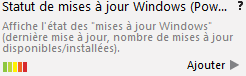 Statut de mises à jour Windows (Pow... ?
Affiche l'état des "mises à jour Windows"
(dernière mise à jour, nombre de mises à jour
disponibles/installées).
Ajouter